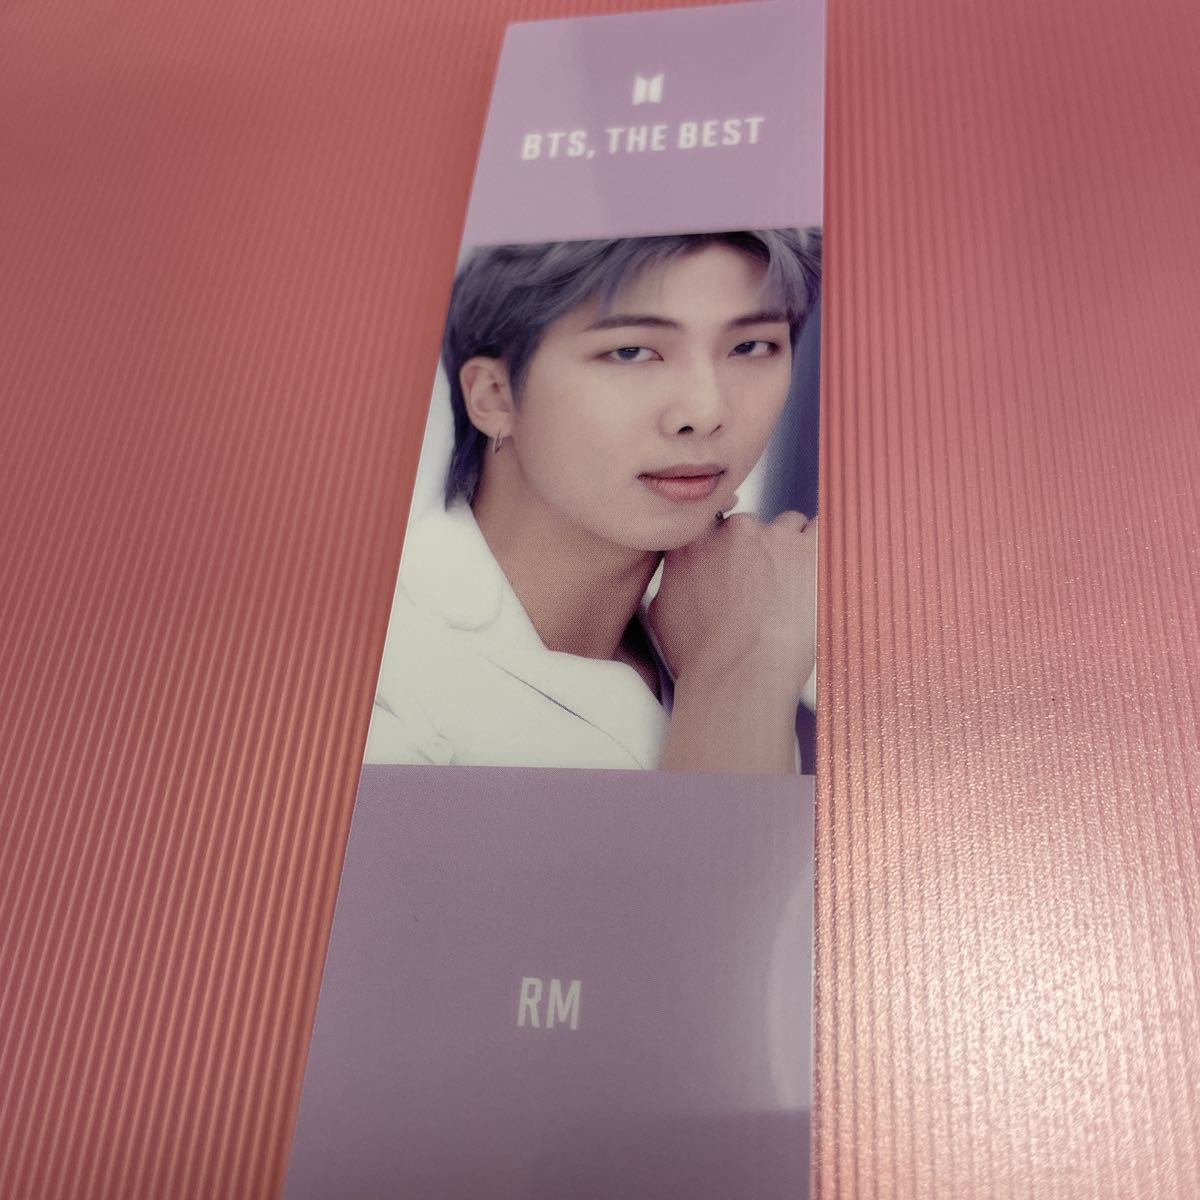 BTS, THE BEST
RM